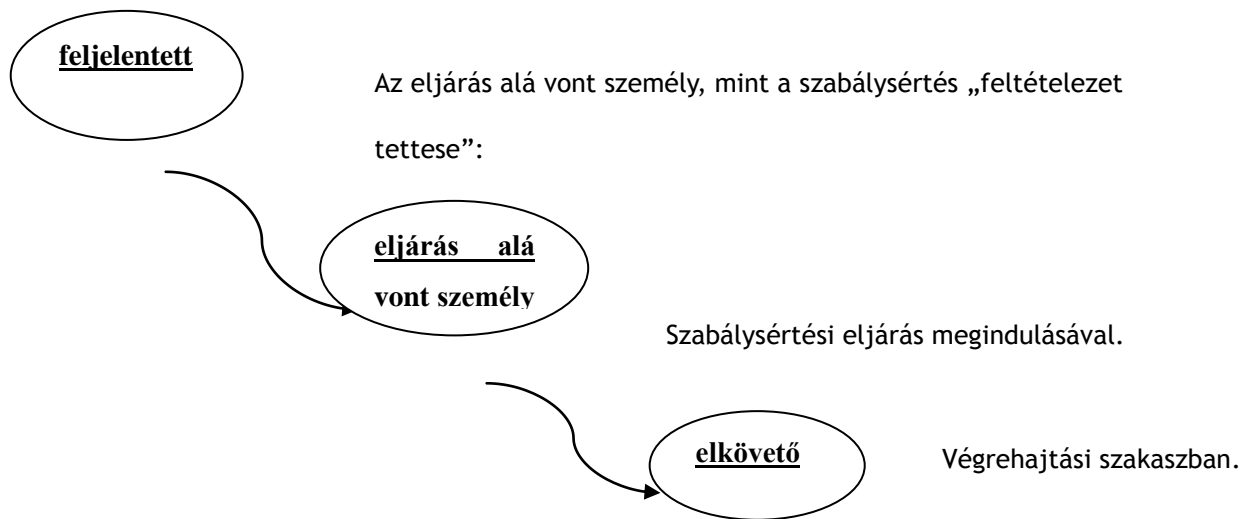 feljelentett
Az eljárás alá vont személy, mint a szabálysértés „feltételezet
tettese”:
eljárás alá
vont személy
Szabálysértési eljárás megindulásával.
elkövető
Végrehajtási szakaszban.